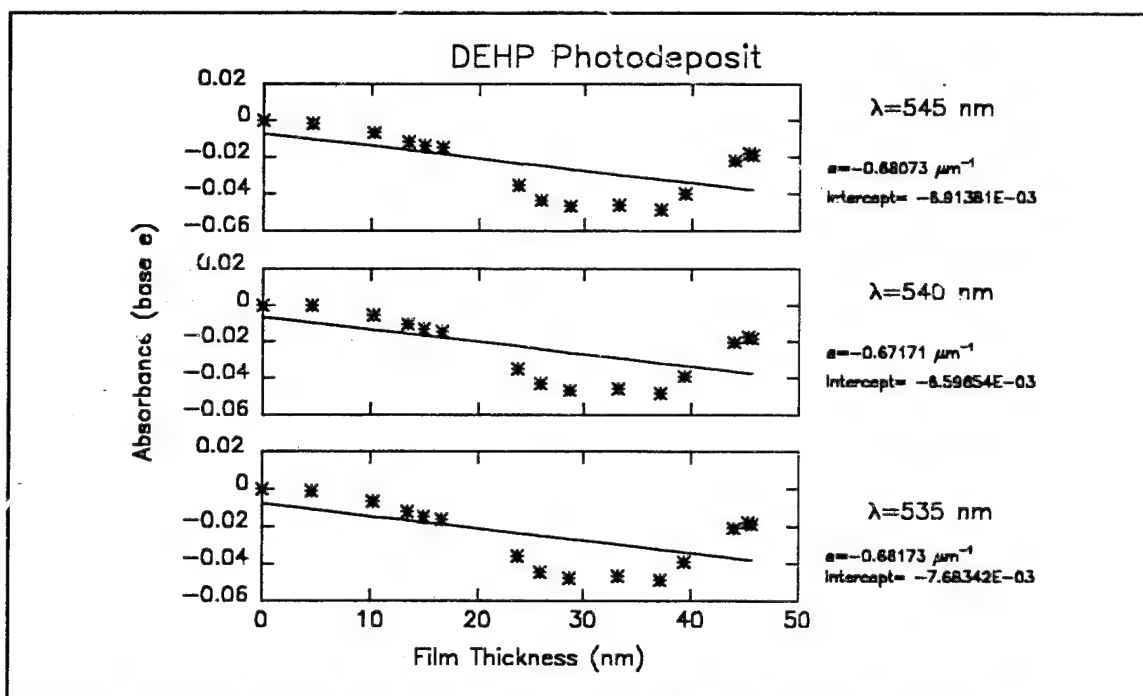 DEHP Photodeposit
Absorbance (base e)
0.02
0
-0.02
-0.04
-0.06
λ=545 nm
a=-0.68073 μm⁻¹
Intercept= -6.91381E-03
0.02
0
-0.02
-0.04
-0.06
λ=540 nm
a=-0.67171 μm⁻¹
Intercept= -6.59654E-03
0.02
0
-0.02
-0.04
-0.06
λ=535 nm
a=-0.68173 μm⁻¹
Intercept= -7.68342E-03
0 10 20 30 40 50
Film Thickness (nm)